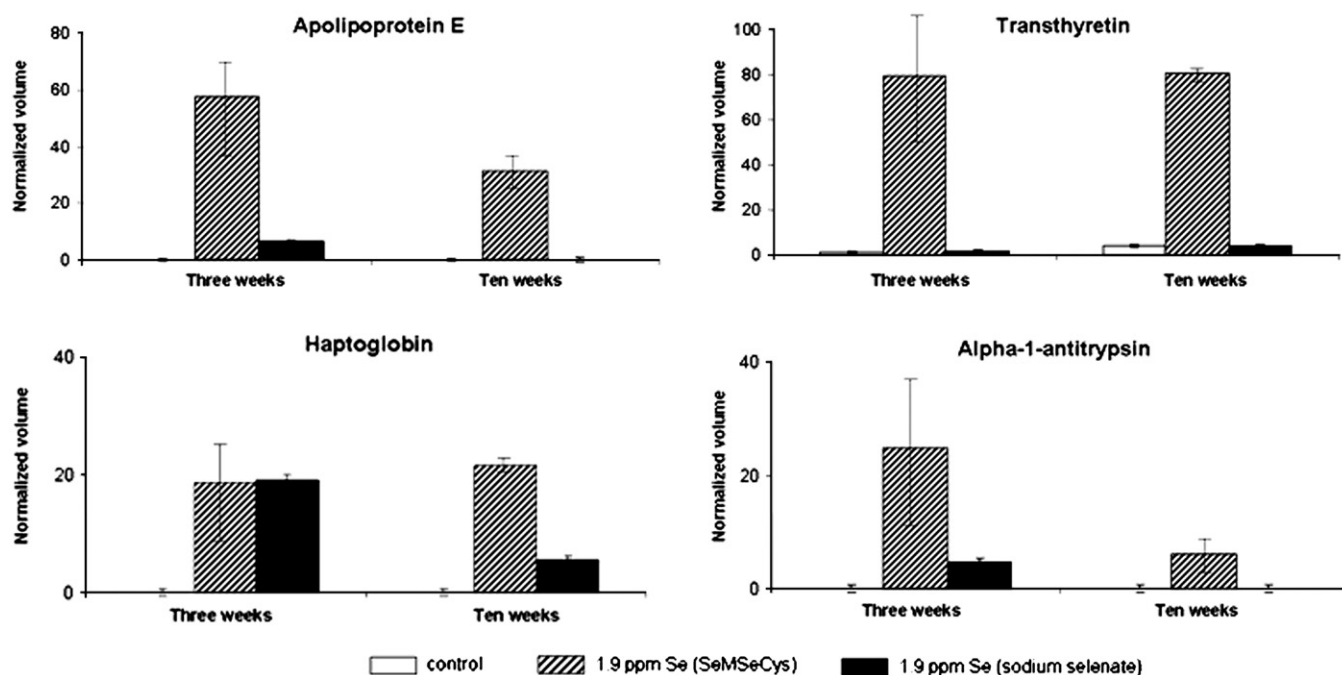 Apolipoprotein E
80
60
40
20
0
Normalized volume
Three weeks
Ten weeks
Transthyretin
100
80
60
40
20
0
Normalized volume
Three weeks
Ten weeks
Haptoglobin
40
20
0
Normalized volume
Three weeks
Ten weeks
Alpha-1-antitrypsin
40
20
0
Normalized volume
Three weeks
Ten weeks
control
1.9 ppm Se (SeMSeCys)
1.9 ppm Se (sodium selenate)